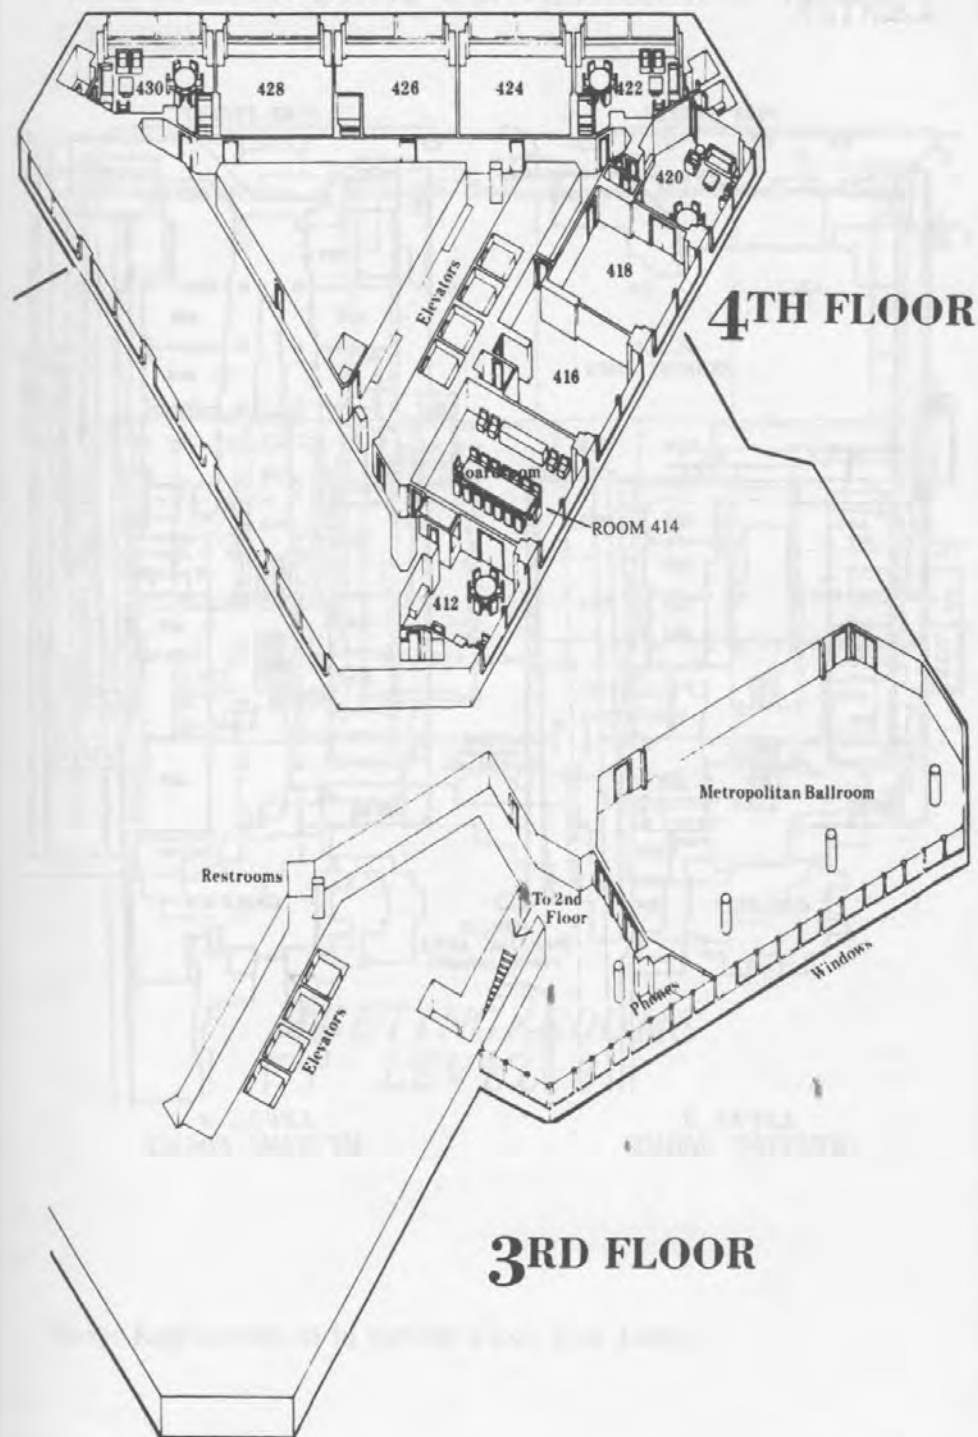 430
428
426
424
422
420
418
Elevators
4TH FLOOR
416
Boardroom
ROOM 414
412
Metropolitan Ballroom
Restrooms
To 2nd
Floor
Windows
Phones
Elevators
3RD FLOOR